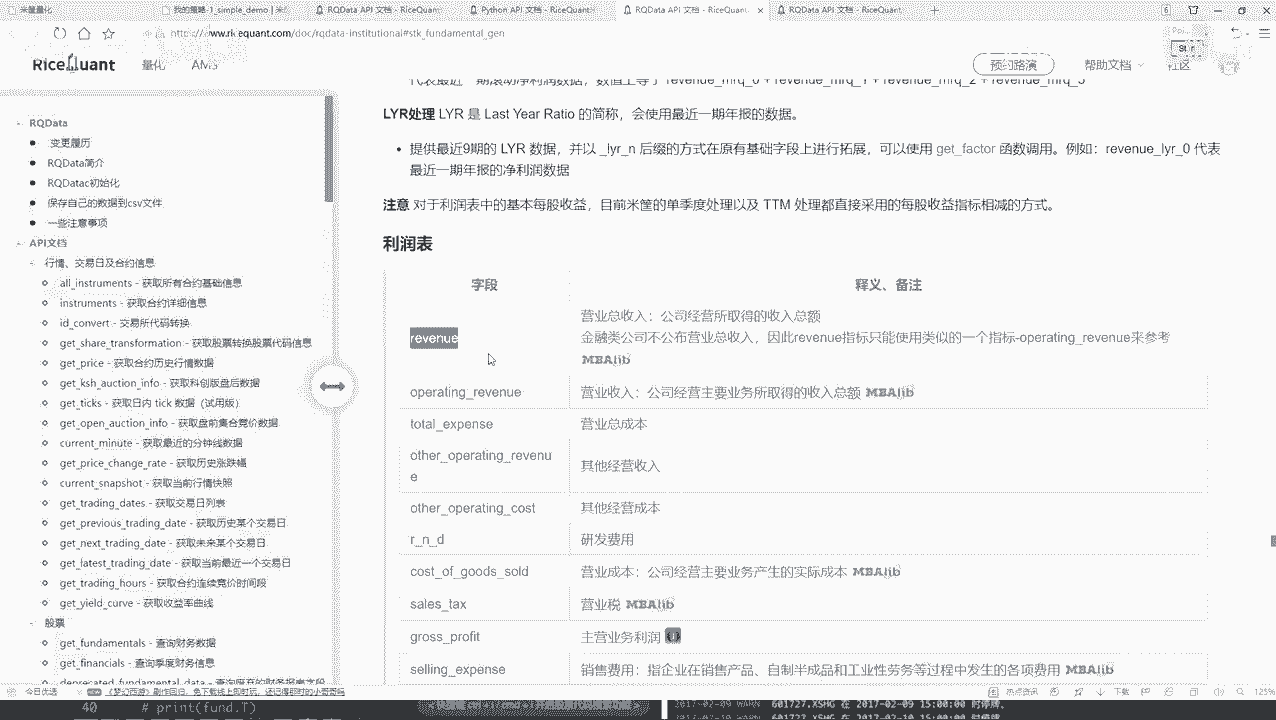 米筐量化
我的策略-1_simple_demo | 米
RQData API 文档 - RiceQuan
Python API 文档 - RiceQuant
RQData API 文档 - RiceQuan
RQData API 文档 - RiceQuant
RiceQuant
量化
AMS
预约路演
帮助文档
社区
RQData
变更履历
RQData简介
RQDatac初始化
保存自己的数据到csv文件
一些注意事项
API文档
行情、交易日及合约信息
all_instruments - 获取所有合约基础信息
instruments - 获取合约详细信息
id_convert - 交易所代码转换
get_share_transformation - 获取股票转换股票代码信息
get_price - 获取合约历史行情数据
get_ksh_auction_info - 获取科创版盘后数据
get_ticks - 获取日内 tick 数据（试用版）
get_open_auction_info - 获取盘前集合竞价数据
current_minute - 获取最近的分钟线数据
get_price_change_rate - 获取历史涨跌幅
current_snapshot - 获取当前行情快照
get_trading_dates - 获取交易日列表
get_previous_trading_date - 获取历史某个交易日
get_next_trading_date - 获取未来某个交易日
get_latest_trading_date - 获取当前最近一个交易日
get_trading_hours - 获取合约连续竞价时间段
get_yield_curve - 获取收益率曲线
股票
get_fundamentals - 查询财务数据
get_financials - 查询季度财务信息
代表最近一期滚动净利润数据，数值上等于 revenue_mrq_0 + revenue_mrq_1 + revenue_mrq_2 + revenue_mrq_3
LYR处理 LYR 是 Last Year Ratio 的简称，会使用最近一期年报的数据。
提供最近9期的 LYR 数据，并以 _lyr_n 后缀的方式在原有基础字段上进行拓展，可以使用 get_factor 函数调用。例如：revenue_lyr_0 代表
最近一期年报的净利润数据
注意 对于利润表中的基本每股收益，目前米筐的单季度处理以及 TTM 处理都直接采用的每股收益指标相减的方式。
利润表
字段 释义、备注
revenue 营业总收入：公司经营所取得的收入总额
金融类公司不公布营业总收入，因此revenue指标只能使用类似的一个指标-operating_revenue来参考
MBAlib
operating_revenue 营业收入：公司经营主要业务所取得的收入总额 MBAlib
total_expense 营业总成本
other_operating_revenu
e 其他经营收入
other_operating_cost 其他经营成本
r_n_d 研发费用
cost_of_goods_sold 营业成本：公司经营主要业务产生的实际成本 MBAlib
sales_tax 营业税 MBAlib
gross_profit 主营业务利润
selling_expense 销售费用：指企业在销售产品、自制半成品和工业性劳务等过程中发生的各项费用 MBAlib
今日优选
热点资讯
下载
125%
40 # print(fund.T)
2017-02-09 WARN 601727.XSHG 在 2017-02-09 15:00:00 时停牌。